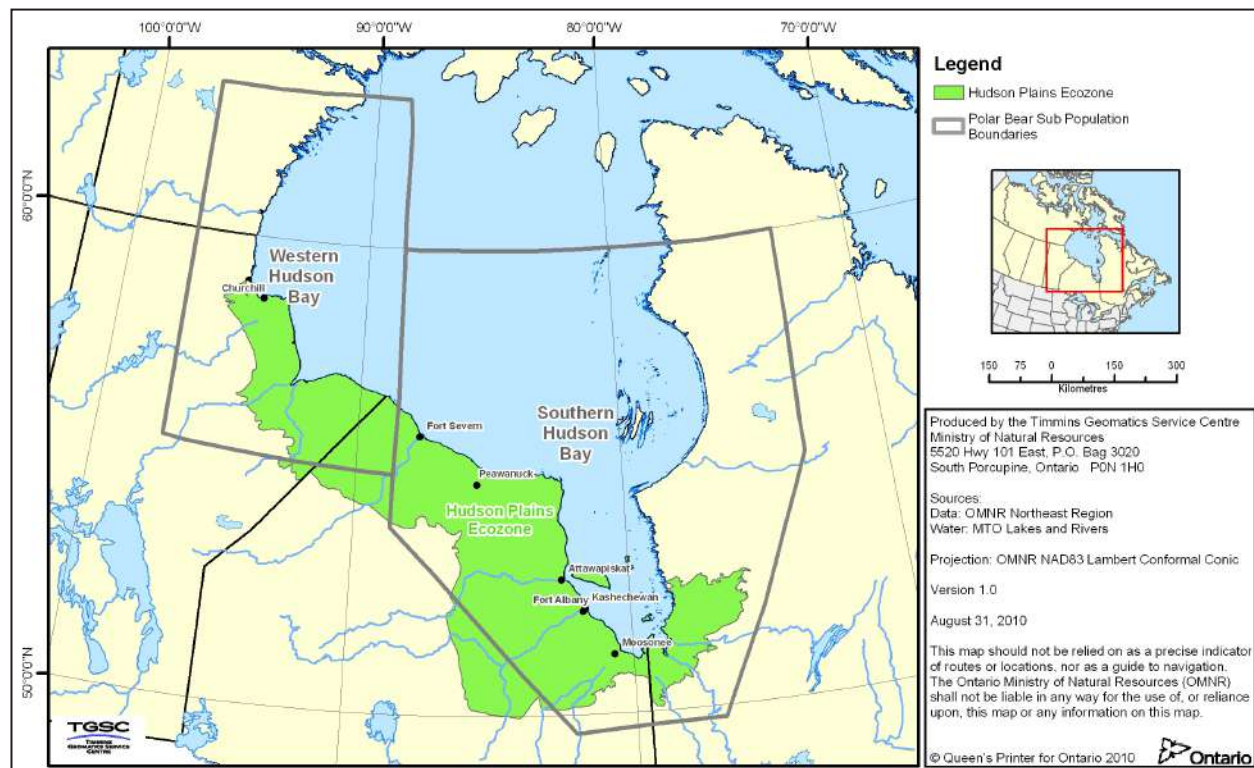 100°0'0"W
90°0'0"W
80°0'0"W
70°0'0"W
60°0'0"N
50°0'0"N
Western
Hudson
Bay
Churchill
Southern
Hudson
Bay
Fort Severn
Peawanuck
Hudson Plains
Ecozone
Attawapiskat
Fort Albany
Kashechewan
Moosonee
TGSC
TIMMINS
GEOMATICS SERVICE
CENTRE
Legend
Hudson Plains Ecozone
Polar Bear Sub Population
Boundaries
150 75 0 150 300
Kilometres
Produced by the Timmins Geomatics Service Centre
Ministry of Natural Resources
5520 Hwy 101 East, P.O. Bag 3020
South Porcupine, Ontario P0N 1H0
Sources:
Data: OMNR Northeast Region
Water: MTO Lakes and Rivers
Projection: OMNR NAD83 Lambert Conformal Conic
Version 1.0
August 31, 2010
This map should not be relied on as a precise indicator
of routes or locations, nor as a guide to navigation.
The Ontario Ministry of Natural Resources (OMNR)
shall not be liable in any way for the use of, or reliance
upon, this map or any information on this map.
© Queen's Printer for Ontario 2010
Ontario